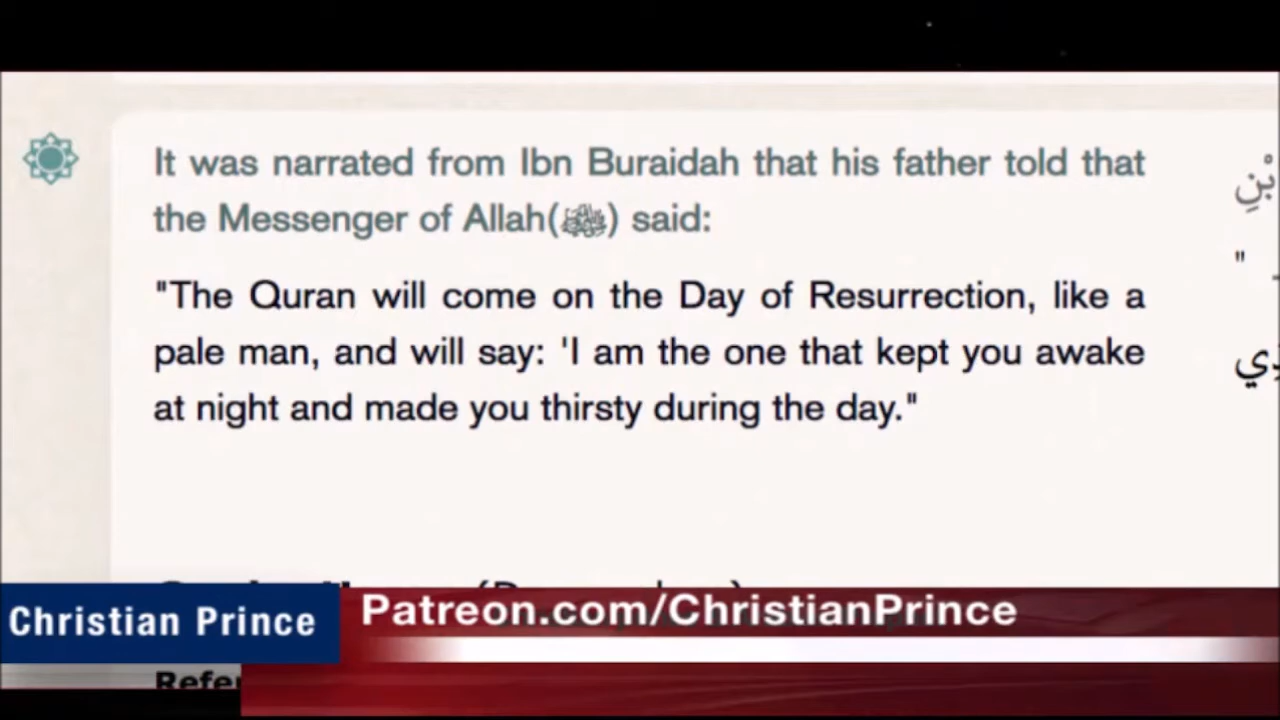 It was narrated from Ibn Buraidah that his father told that
the Messenger of Allah(ﷺ) said:
"The Quran will come on the Day of Resurrection, like a
pale man, and will say: 'I am the one that kept you awake
at night and made you thirsty during the day."
بْنِ
"
Christian Prince
Patreon.com/ChristianPrince
Refer